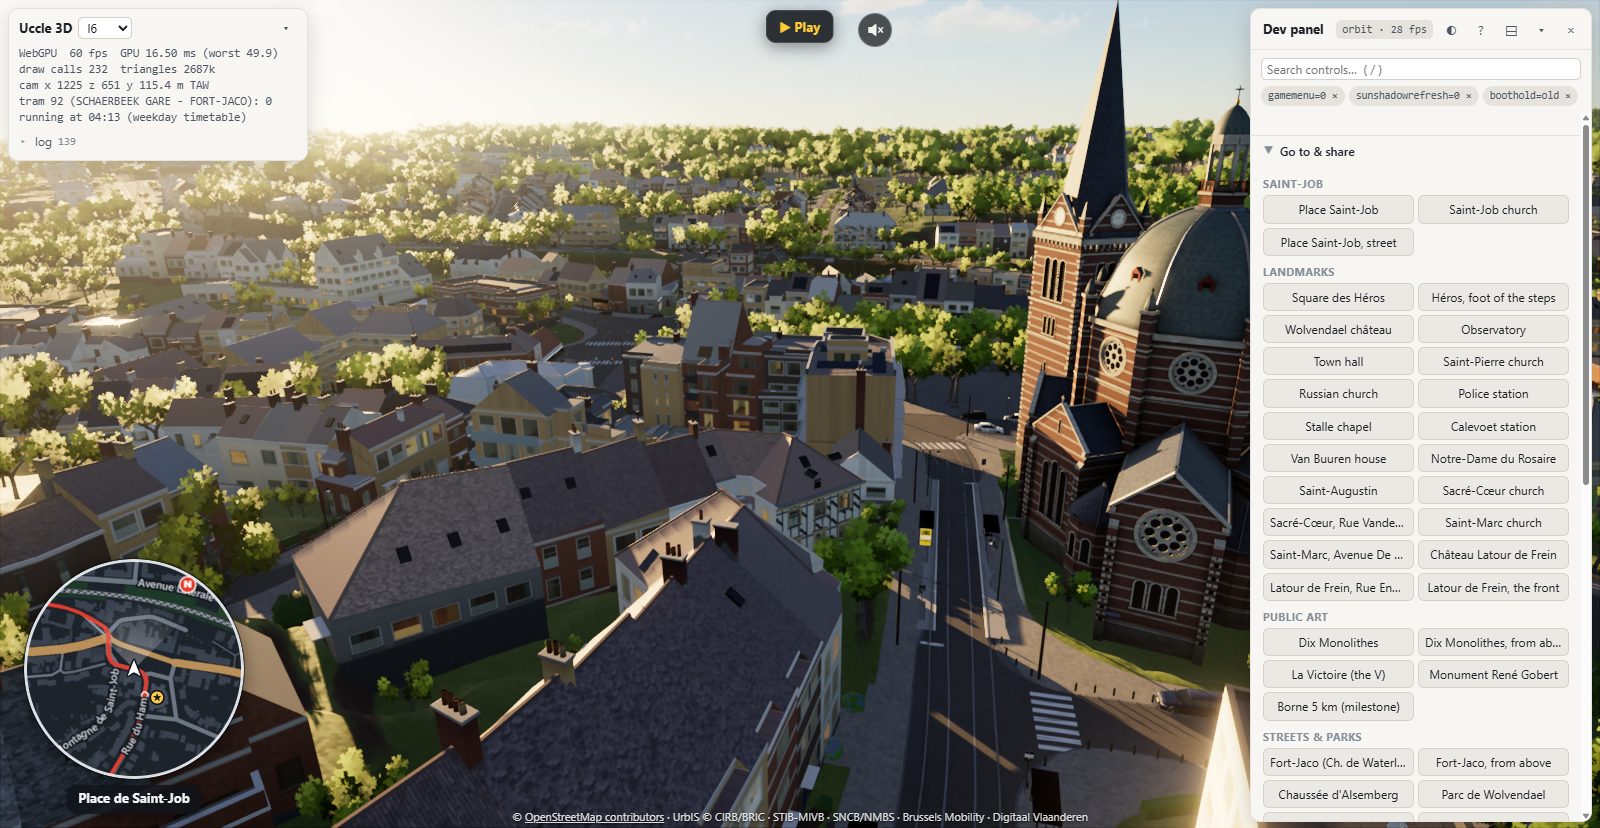 Uccle 3D I6
WebGPU 60 fps GPU 16.50 ms (worst 49.9)
draw calls 232 triangles 2687k
cam x 1225 z 651 y 115.4 m TAW
tram 92 (SCHAERBEEK GARE - FORT-JACO): 0
running at 04:13 (weekday timetable)
log 139
Play
Dev panel orbit · 28 fps ?
Search controls... (/)
gamemenu=0 × sunshadowrefresh=0 × boothold=old ×
Go to & share
SAINT-JOB
Place Saint-Job Saint-Job church
Place Saint-Job, street
LANDMARKS
Square des Héros Héros, foot of the steps
Wolvendael château Observatory
Town hall Saint-Pierre church
Russian church Police station
Stalle chapel Calevoet station
Van Buuren house Notre-Dame du Rosaire
Saint-Augustin Sacré-Cœur church
Sacré-Cœur, Rue Vande... Saint-Marc church
Saint-Marc, Avenue De ... Château Latour de Frein
Latour de Frein, Rue En... Latour de Frein, the front
PUBLIC ART
Dix Monolithes Dix Monolithes, from ab...
La Victoire (the V) Monument René Gobert
Borne 5 km (milestone)
STREETS & PARKS
Fort-Jaco (Ch. de Waterl... Fort-Jaco, from above
Chaussée d'Alsemberg Parc de Wolvendael
N
Avenue
ontagne de Saint-Job
Rue du Ham
Place de Saint-Job
© OpenStreetMap contributors · UrbIS © CIRB/BRIC · STIB-MIVB · SNCB/NMBS · Brussels Mobility · Digitaal Vlaanderen